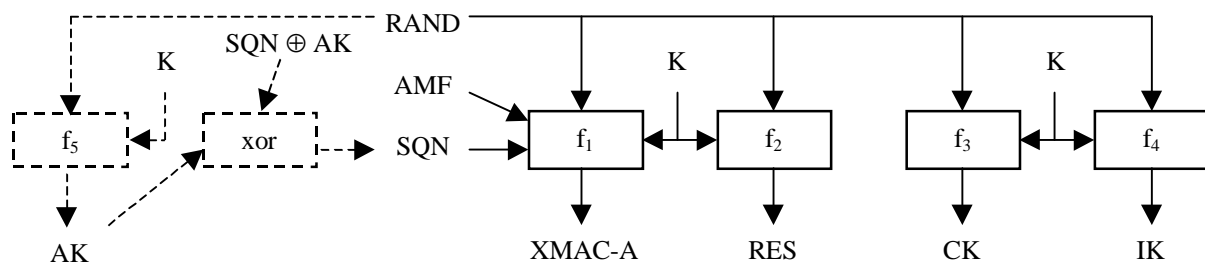 RAND
SQN ⊕ AK
K
K
K
AMF
f5
xor
SQN
f1
f2
f3
f4
AK
XMAC-A
RES
CK
IK